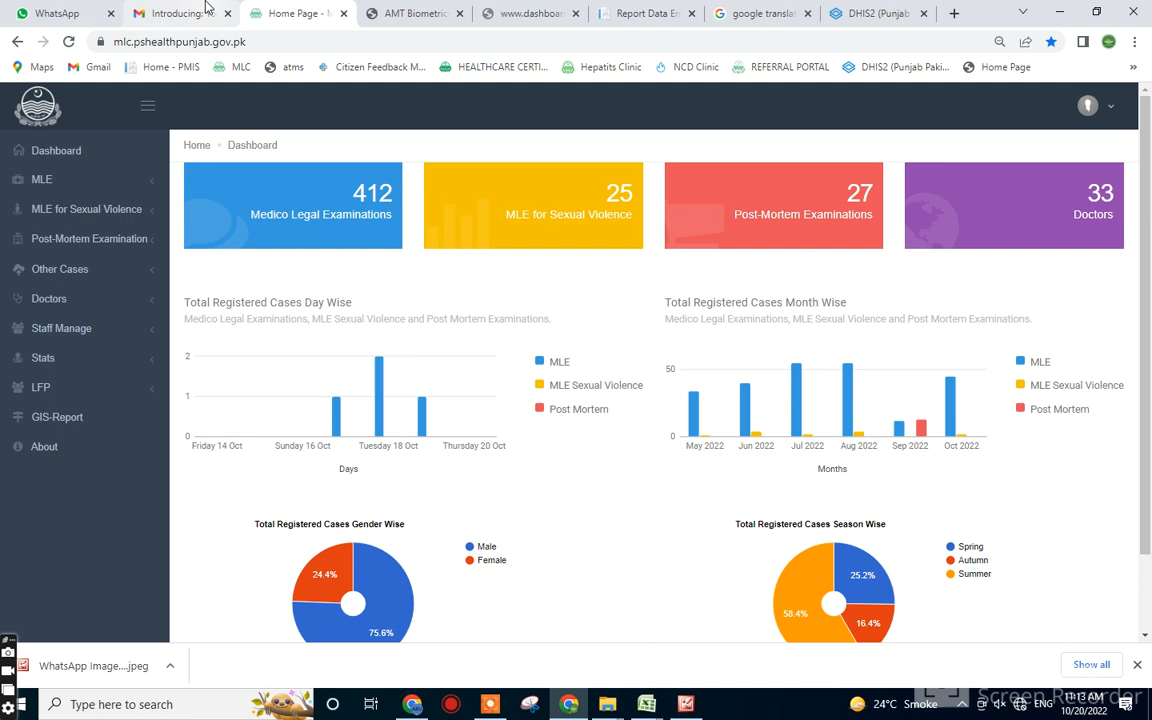 WhatsApp
Introducing:
Home Page - M
AMT Biometric
www.dashboar
Report Data En
google translat
DHIS2 (Punjab
mlc.pshealthpunjab.gov.pk
Maps
Gmail
Home - PMIS
MLC
atms
Citizen Feedback M...
HEALTHCARE CERTI...
Hepatits Clinic
NCD Clinic
REFERRAL PORTAL
DHIS2 (Punjab Paki...
Home Page
»
Home • Dashboard
Dashboard
MLE
MLE for Sexual Violence
Post-Mortem Examination
Other Cases
Doctors
Staff Manage
Stats
LFP
GIS-Report
About
412
Medico Legal Examinations
25
MLE for Sexual Violence
27
Post-Mortem Examinations
33
Doctors
Total Registered Cases Day Wise
Medico Legal Examinations, MLE Sexual Violence and Post Mortem Examinations.
2
1
0
Friday 14 Oct
Sunday 16 Oct
Tuesday 18 Oct
Thursday 20 Oct
Days
MLE
MLE Sexual Violence
Post Mortem
Total Registered Cases Month Wise
Medico Legal Examinations, MLE Sexual Violence and Post Mortem Examinations.
50
0
May 2022
Jun 2022
Jul 2022
Aug 2022
Sep 2022
Oct 2022
Months
MLE
MLE Sexual Violence
Post Mortem
Total Registered Cases Gender Wise
24.4%
75.6%
Male
Female
Total Registered Cases Season Wise
25.2%
58.4%
16.4%
Spring
Autumn
Summer
WhatsApp Image....jpeg
Show all
Type here to search
24°C Smoke
ENG
11:13 AM
10/20/2022
Screen Recorder